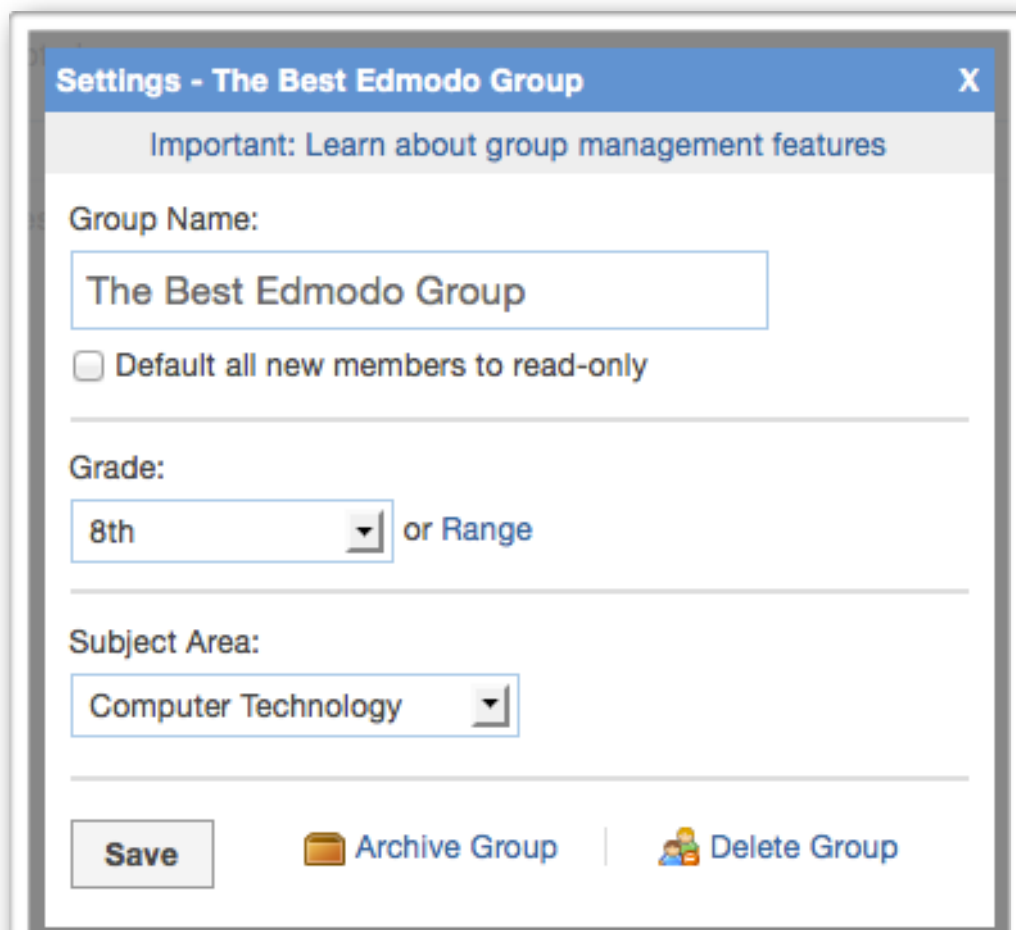 Settings - The Best Edmodo Group X
Important: Learn about group management features
Group Name:
The Best Edmodo Group
Default all new members to read-only
Grade:
8th or Range
Subject Area:
Computer Technology
Save Archive Group Delete Group